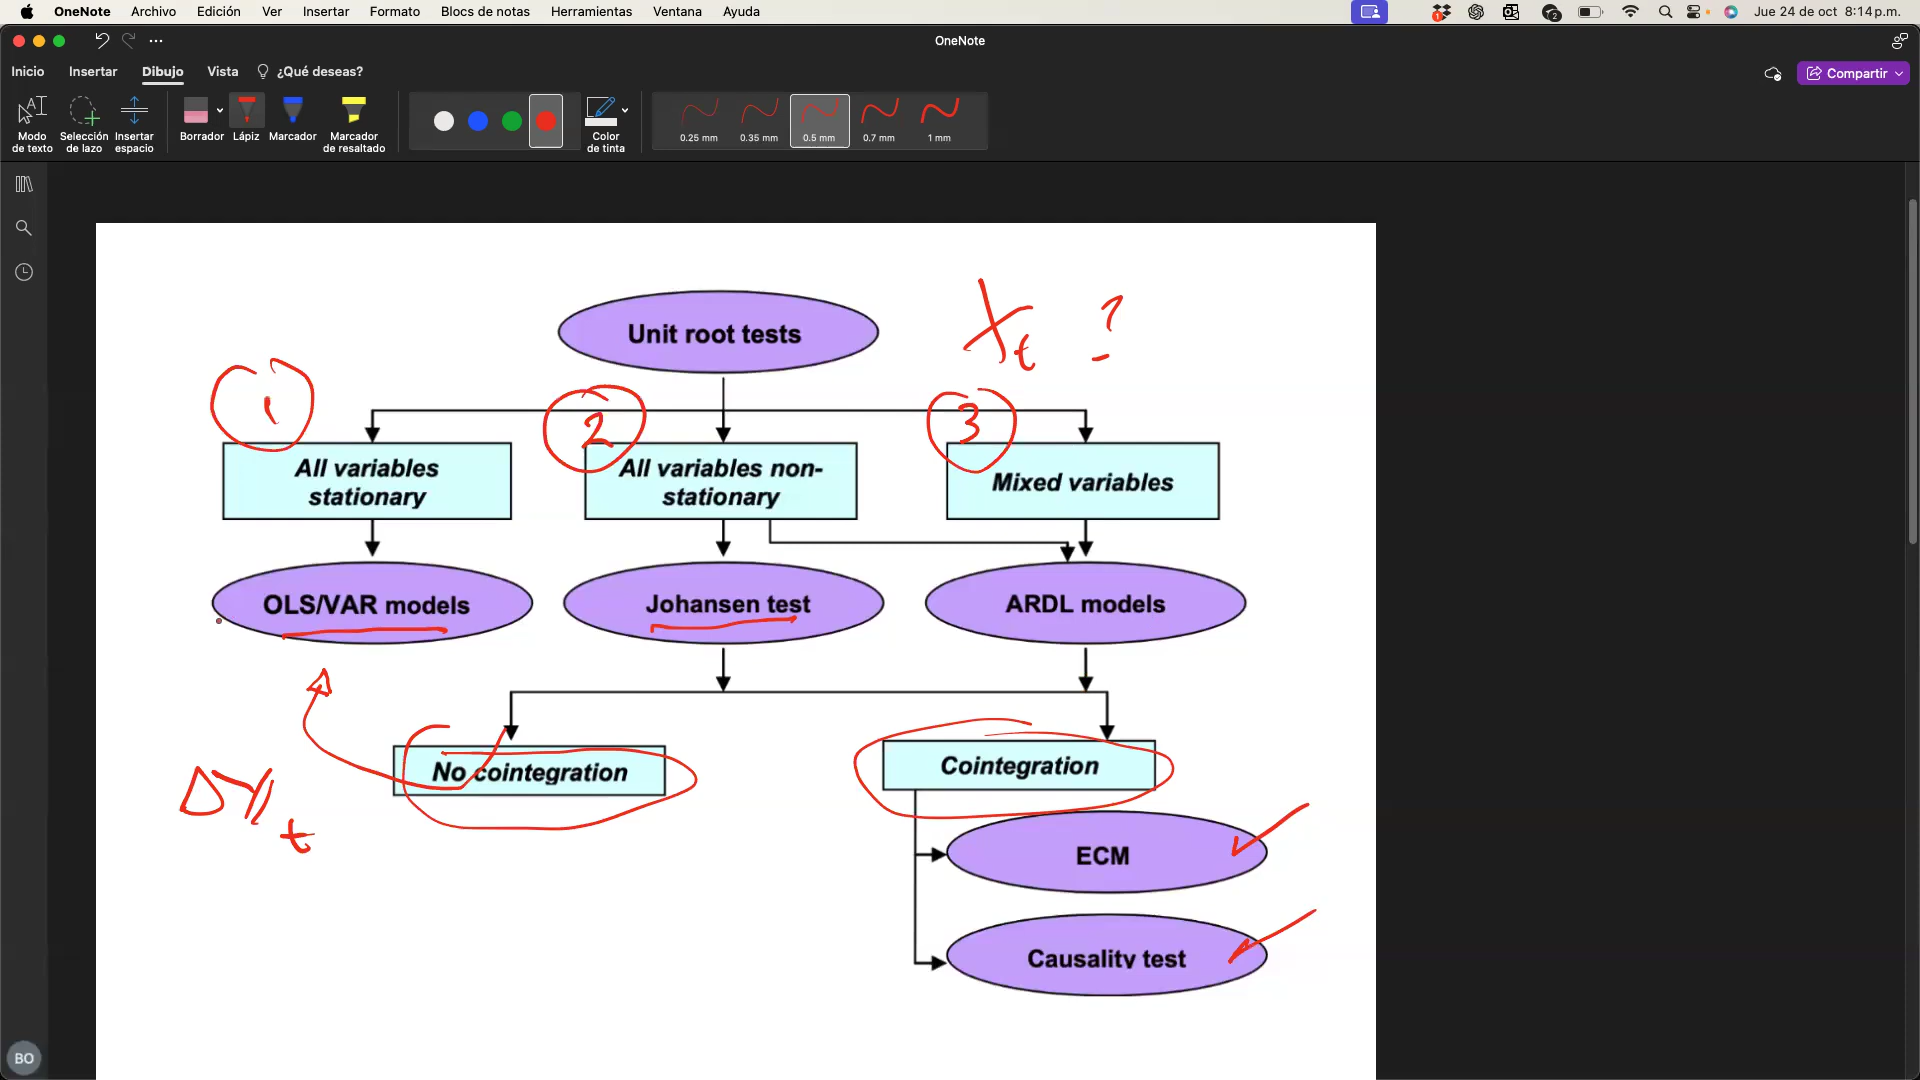 OneNote Archivo Edición Ver Insertar Formato Blocs de notas Herramientas Ventana Ayuda
1 2 Jue 24 de oct 8:14 p.m.
OneNote
Inicio Insertar Dibujo Vista ¿Qué deseas? Compartir
Modo de texto
Selección de lazo
Insertar espacio
Borrador
Lápiz
Marcador
Marcador de resaltado
Color de tinta
0.25 mm 0.35 mm 0.5 mm 0.7 mm 1 mm
Unit root tests
Xt ?
1 2 3
All variables stationary
All variables non-stationary
Mixed variables
OLS/VAR models
Johansen test
ARDL models
No cointegration
Cointegration
ΔYt
ECM
Causality test
BO